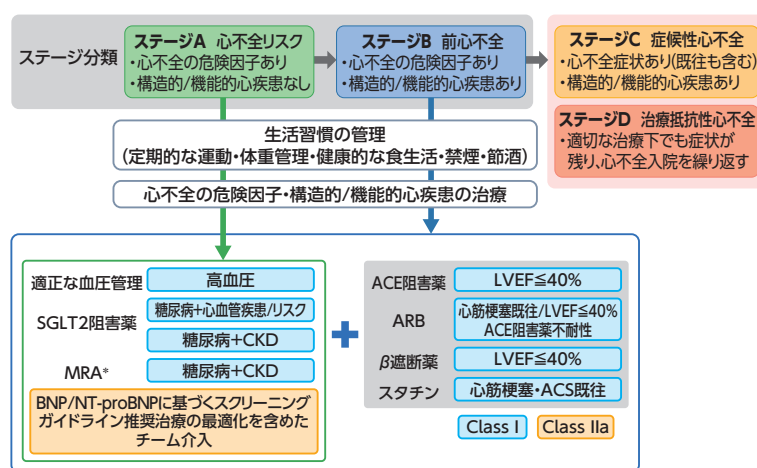 ステージ分類
ステージA 心不全リスク
・心不全の危険因子あり
・構造的/機能的心疾患なし
ステージB 前心不全
・心不全の危険因子あり
・構造的/機能的心疾患あり
ステージC 症候性心不全
・心不全症状あり(既往も含む)
・構造的/機能的心疾患あり
ステージD 治療抵抗性心不全
・適切な治療下でも症状が
残り、心不全入院を繰り返す
生活習慣の管理
(定期的な運動・体重管理・健康的な食生活・禁煙・節酒)
心不全の危険因子・構造的/機能的心疾患の治療
適正な血圧管理
高血圧
SGLT2阻害薬
糖尿病+心血管疾患/リスク
糖尿病+CKD
MRA*
糖尿病+CKD
BNP/NT-proBNPに基づくスクリーニング
ガイドライン推奨治療の最適化を含めた
チーム介入
+
ACE阻害薬
LVEF≦40%
ARB
心筋梗塞既往/LVEF≦40%
ACE阻害薬不耐性
β遮断薬
LVEF≦40%
スタチン
心筋梗塞・ACS既往
Class I
Class IIa